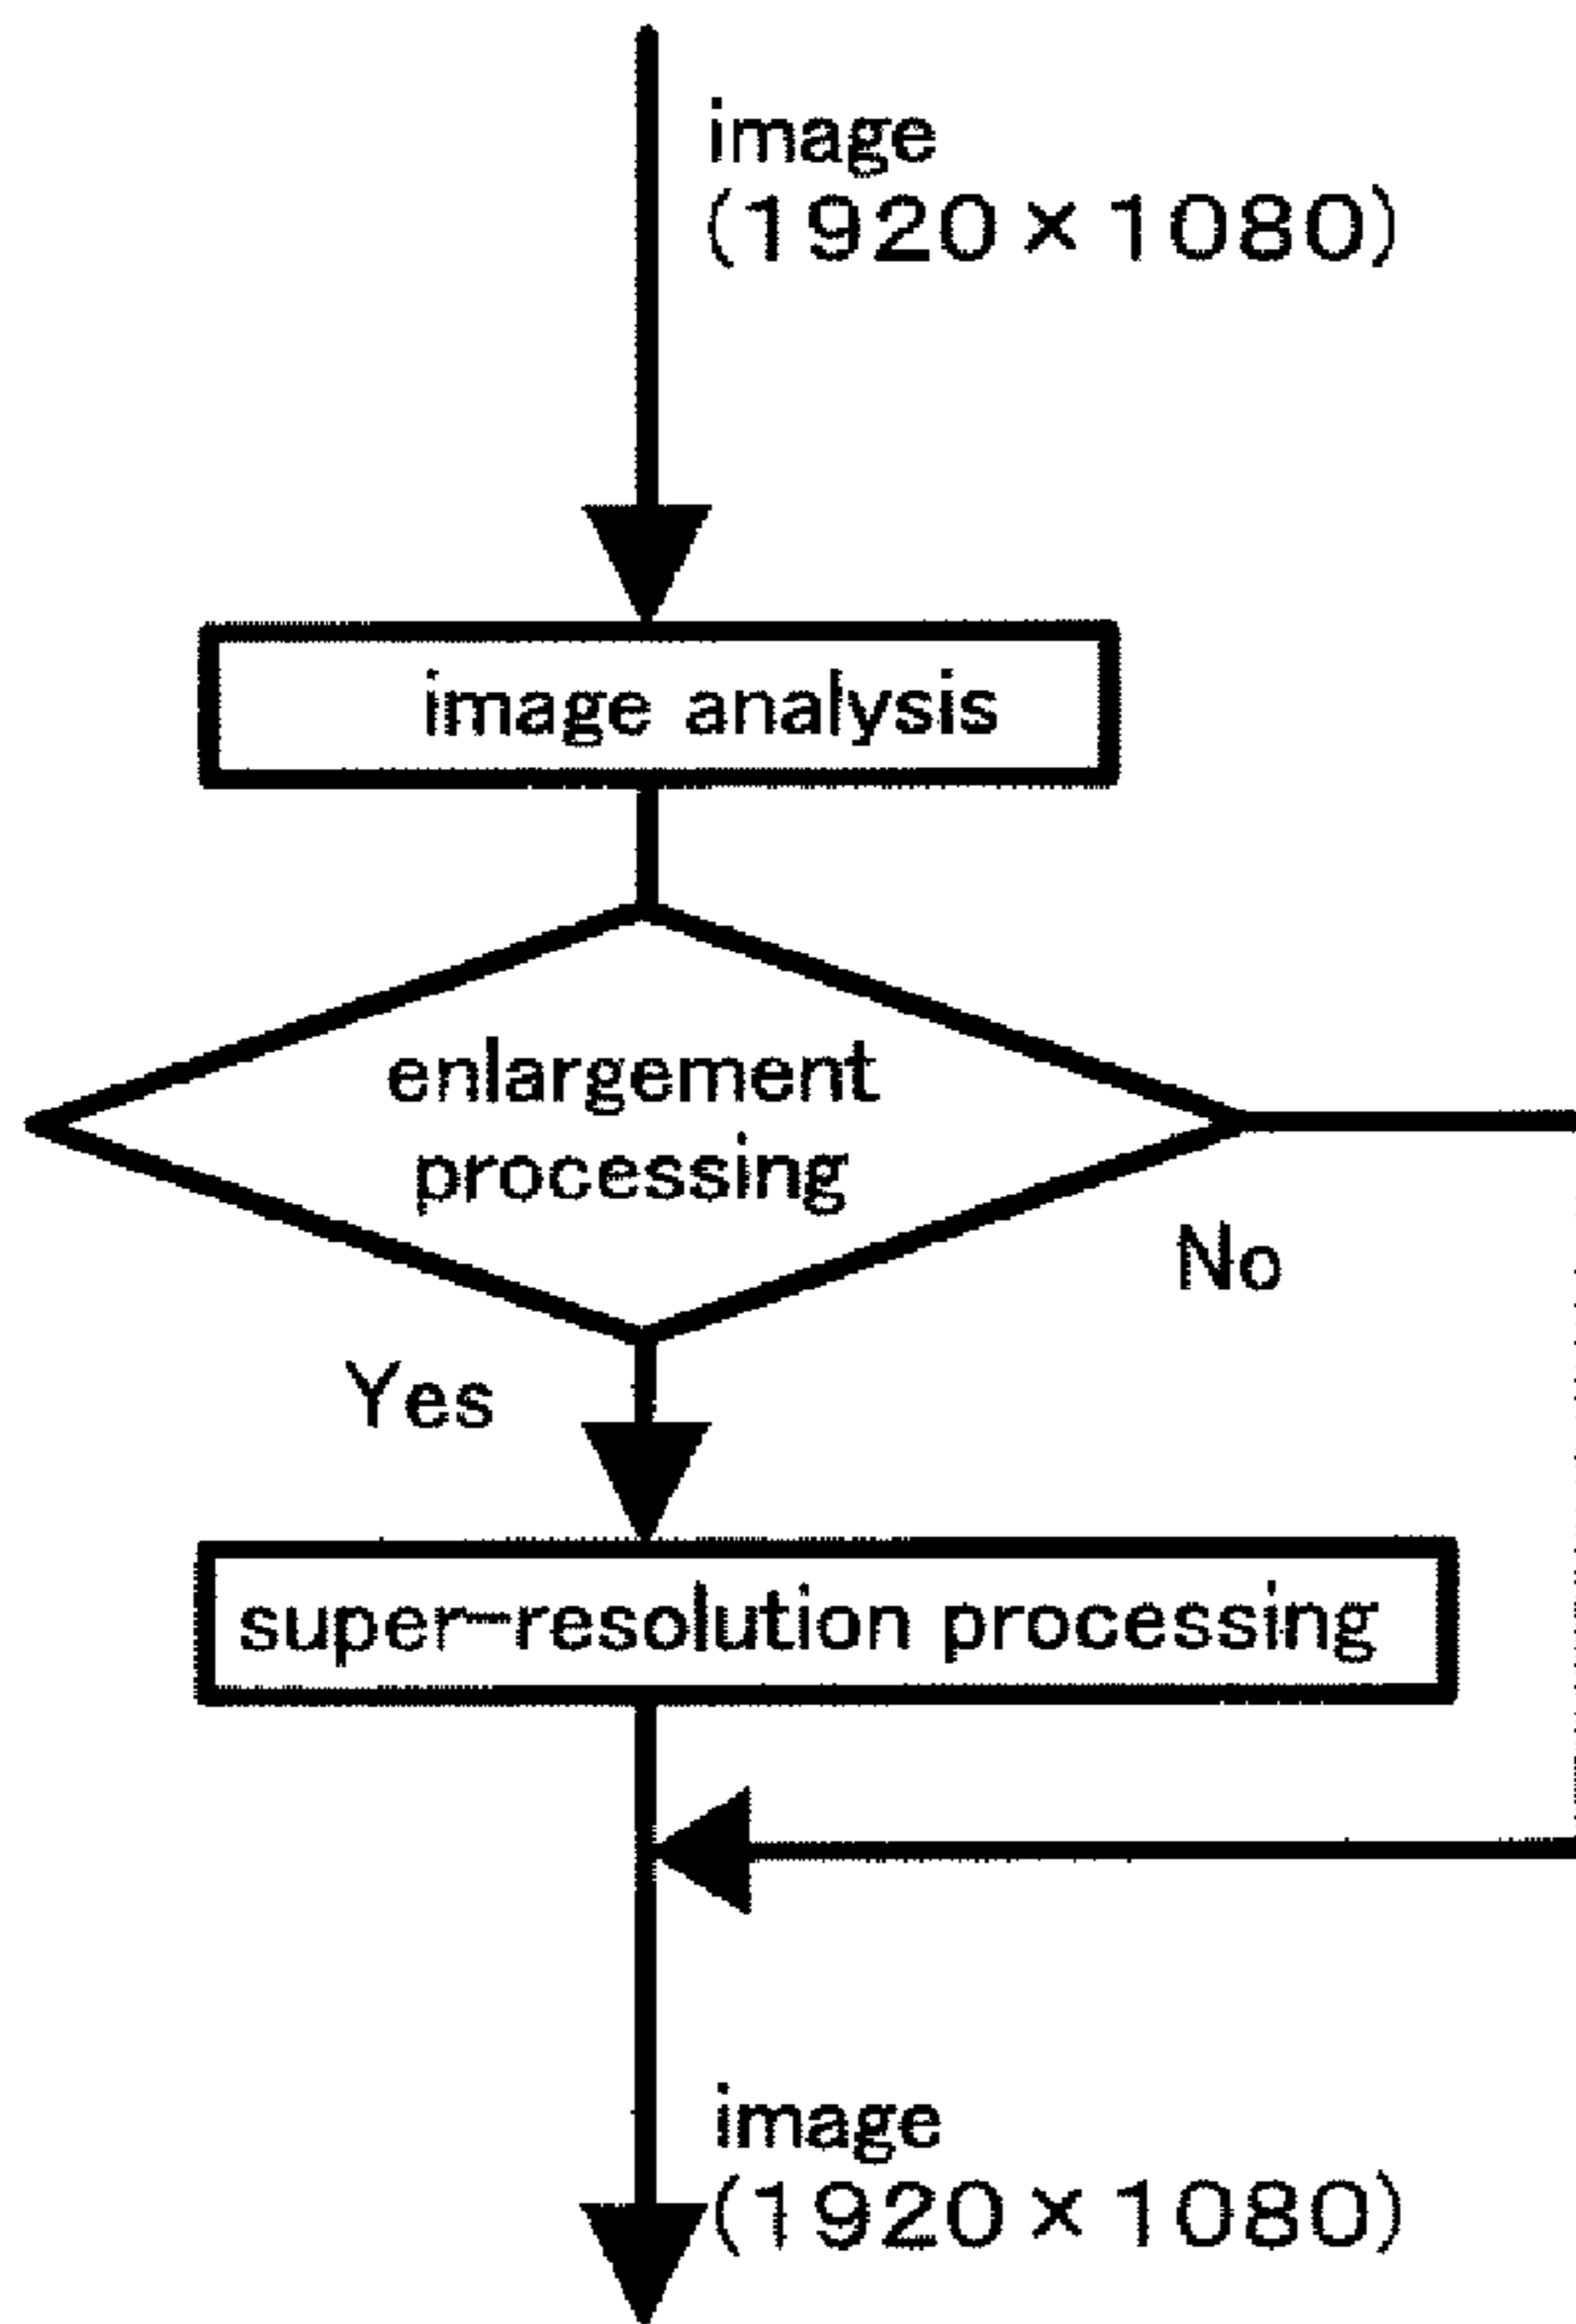 image
(1920×1080)
image analysis
enlargement
processing
No
Yes
super-resolution processing
image
(1920×1080)